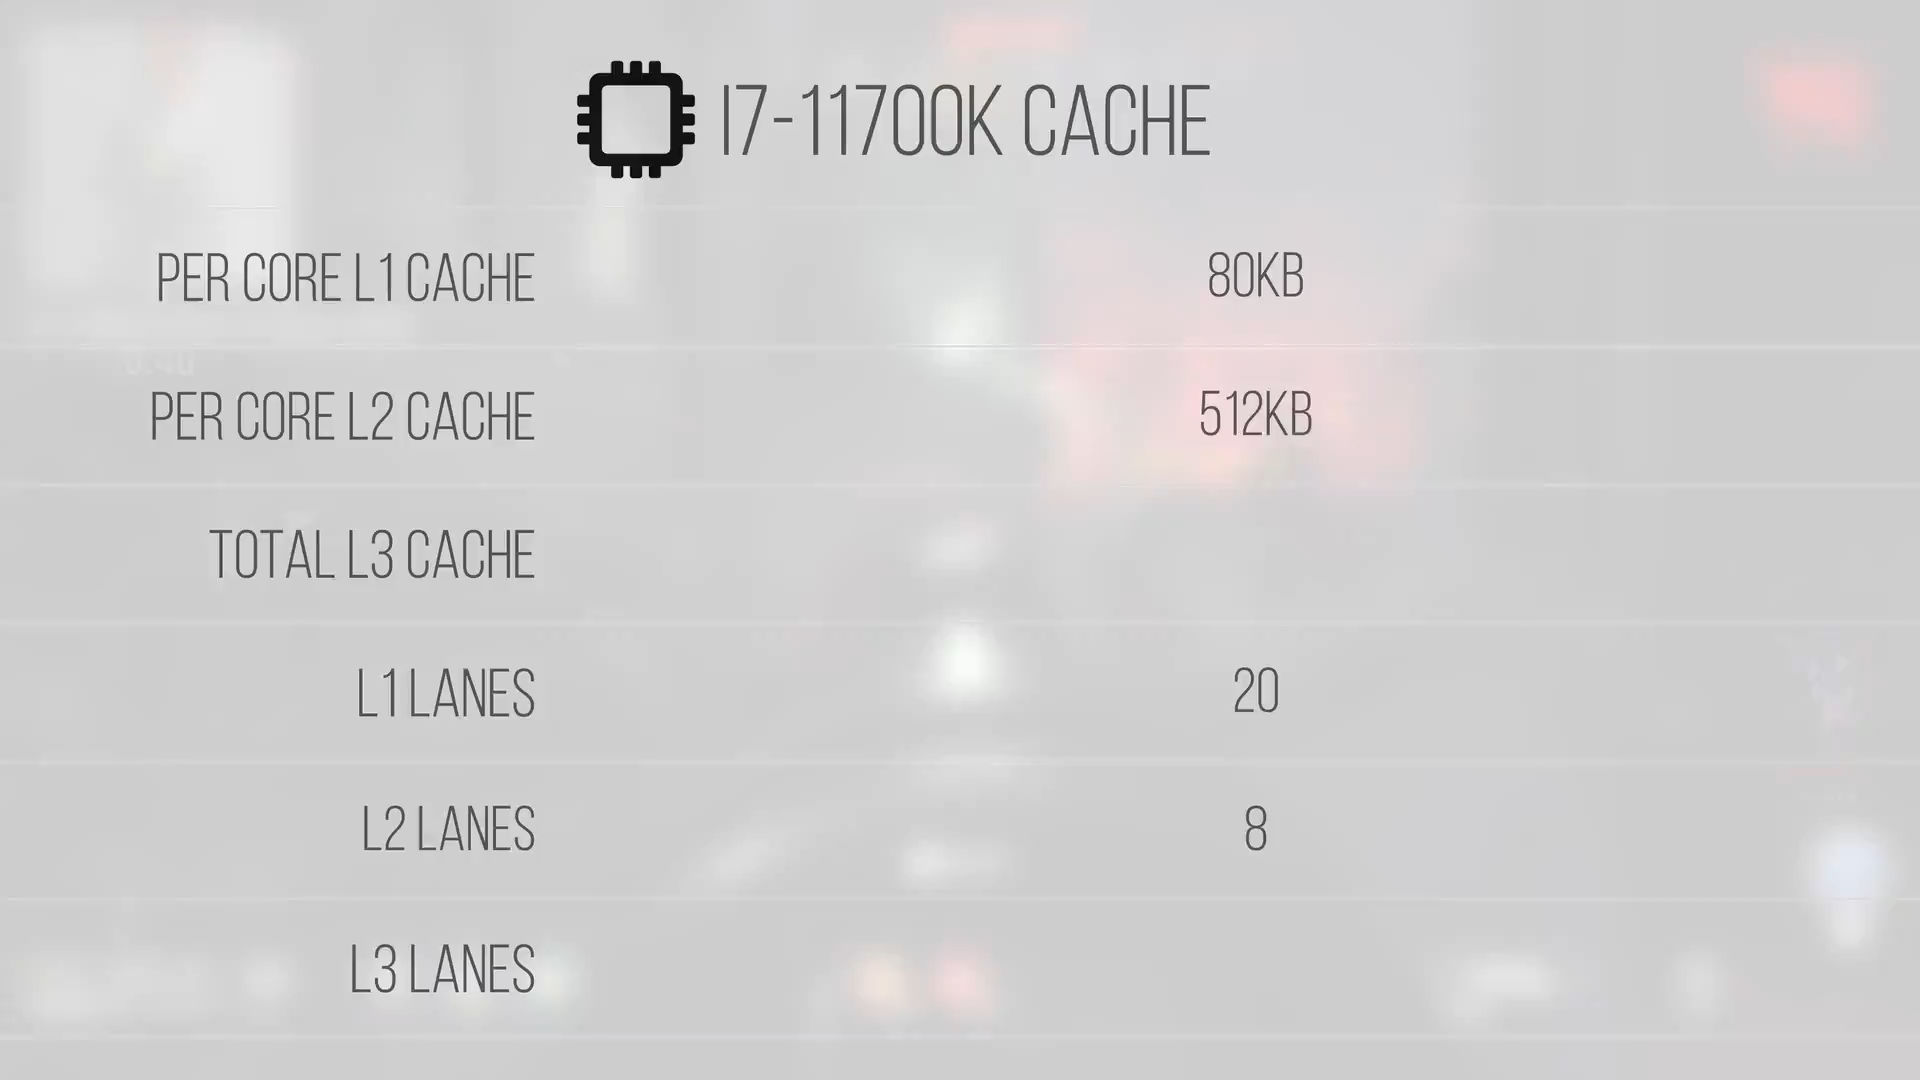 I7-11700K CACHE
PER CORE L1 CACHE 80KB
PER CORE L2 CACHE 512KB
TOTAL L3 CACHE
L1 LANES 20
L2 LANES 8
L3 LANES